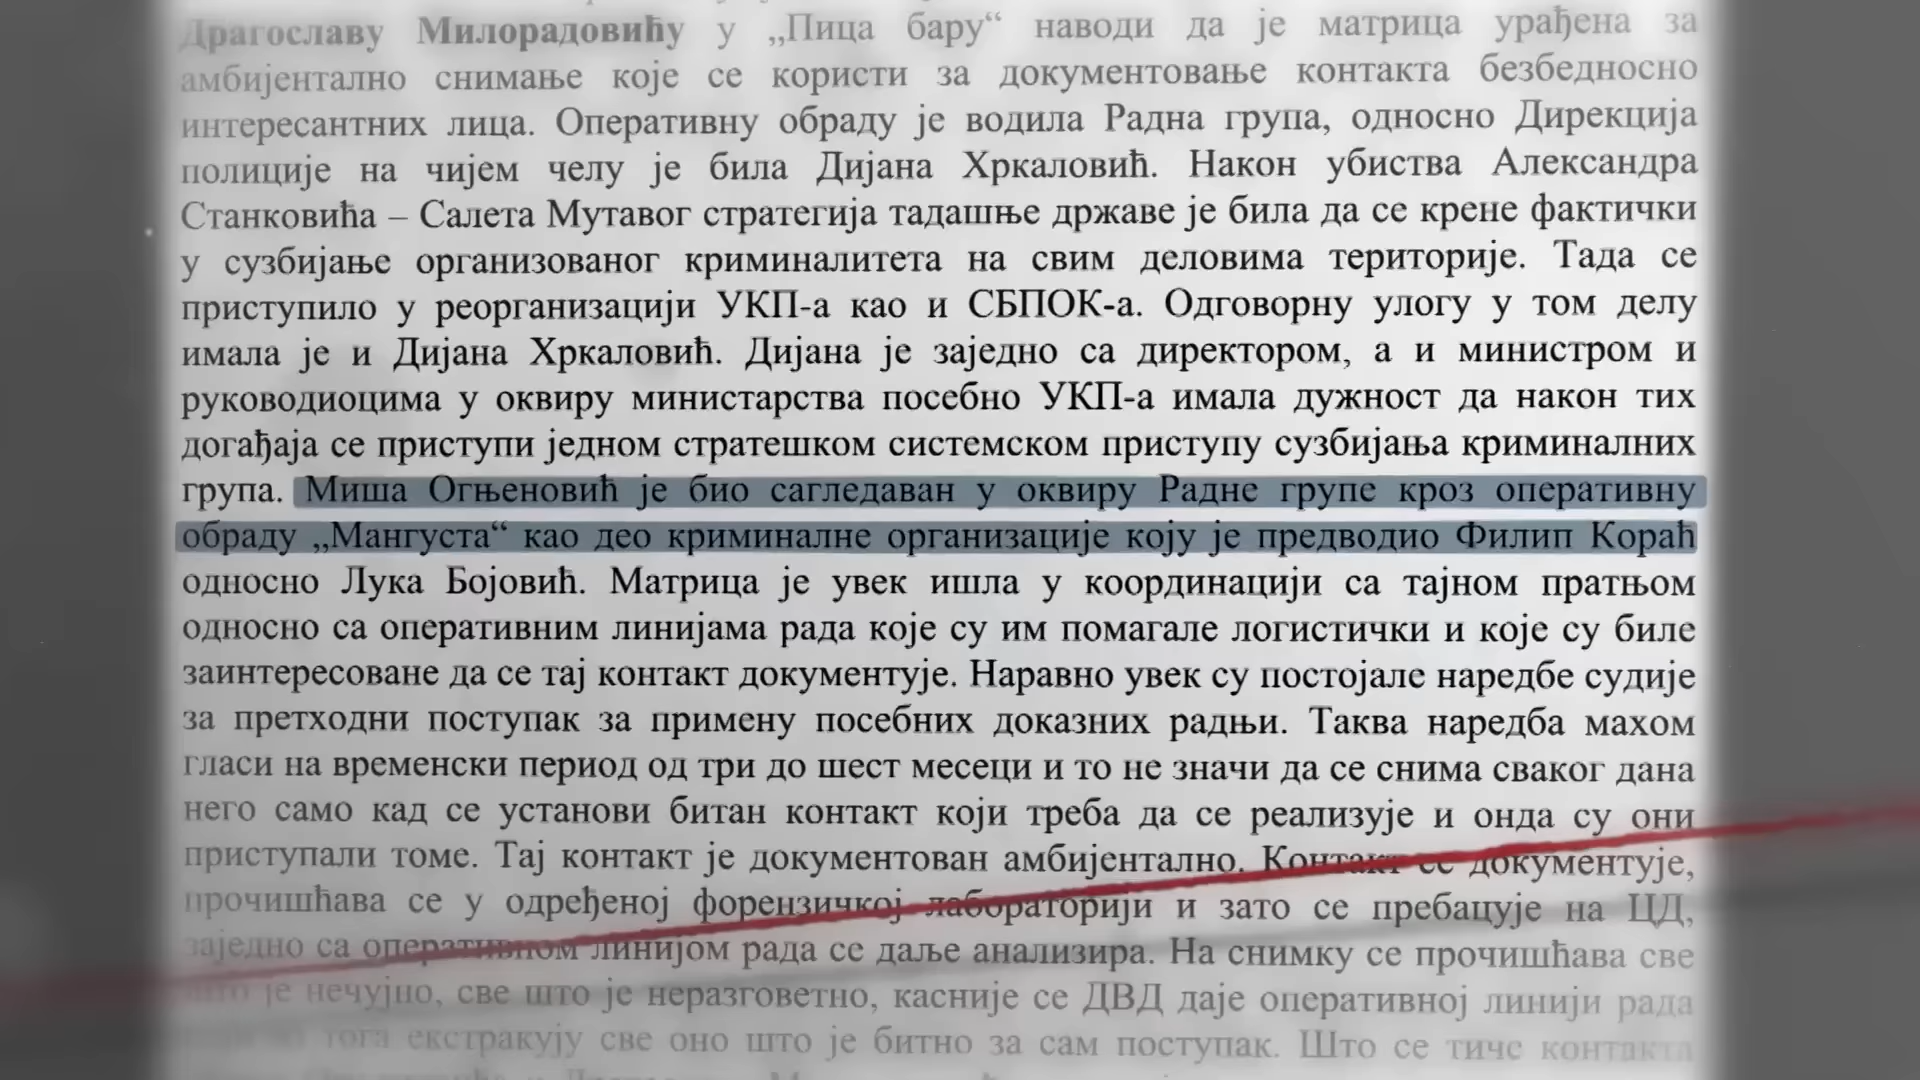 Драгославу Милорадовићу у „Пица бару“ наводи да је матрица урађена за
амбијентално снимање које се користи за документовање контакта безбедносно
интересантних лица. Оперативну обраду је водила Радна група, односно Дирекција
полиције на чијем челу је била Дијана Хркаловић. Након убиства Александра
Станковића – Салета Мутавог стратегија тадашње државе је била да се крене фактички
у сузбијање организованог криминалитета на свим деловима територије. Тада се
приступило у реорганизацији УКП-а као и СБПОК-а. Одговорну улогу у том делу
имала је и Дијана Хркаловић. Дијана је заједно са директором, а и министром и
руководиоцима у оквиру министарства посебно УКП-а имала дужност да након тих
догађаја се приступи једном стратешком системском приступу сузбијања криминалних
група. Миша Огњеновић је био сагледаван у оквиру Радне групе кроз оперативну
обраду „Мангуста“ као део криминалне организације коју је предводио Филип Кораћ
односно Лука Бојовић. Матрица је увек ишла у координацији са тајном пратњом
односно са оперативним линијама рада које су им помагале логистички и које су биле
заинтересоване да се тај контакт документује. Наравно увек су постојале наредбе судије
за претходни поступак за примену посебних доказних радњи. Таква наредба махом
гласи на временски период од три до шест месеци и то не значи да се снима сваког дана
него само кад се установи битан контакт који треба да се реализује и онда су они
приступали томе. Тај контакт је документован амбијентално. Контакт се документује,
прочишћава се у одређеној форензичкој лабораторији и зато се пребацује на ЦД,
заједно са оперативном линијом рада се даље анализира. На снимку се прочишћава све
што је нечујно, све што је неразговетно, касније се ДВД даје оперативној линији рада
тога екстракују све оно што је битно за сам поступак. Што се тиче контакта